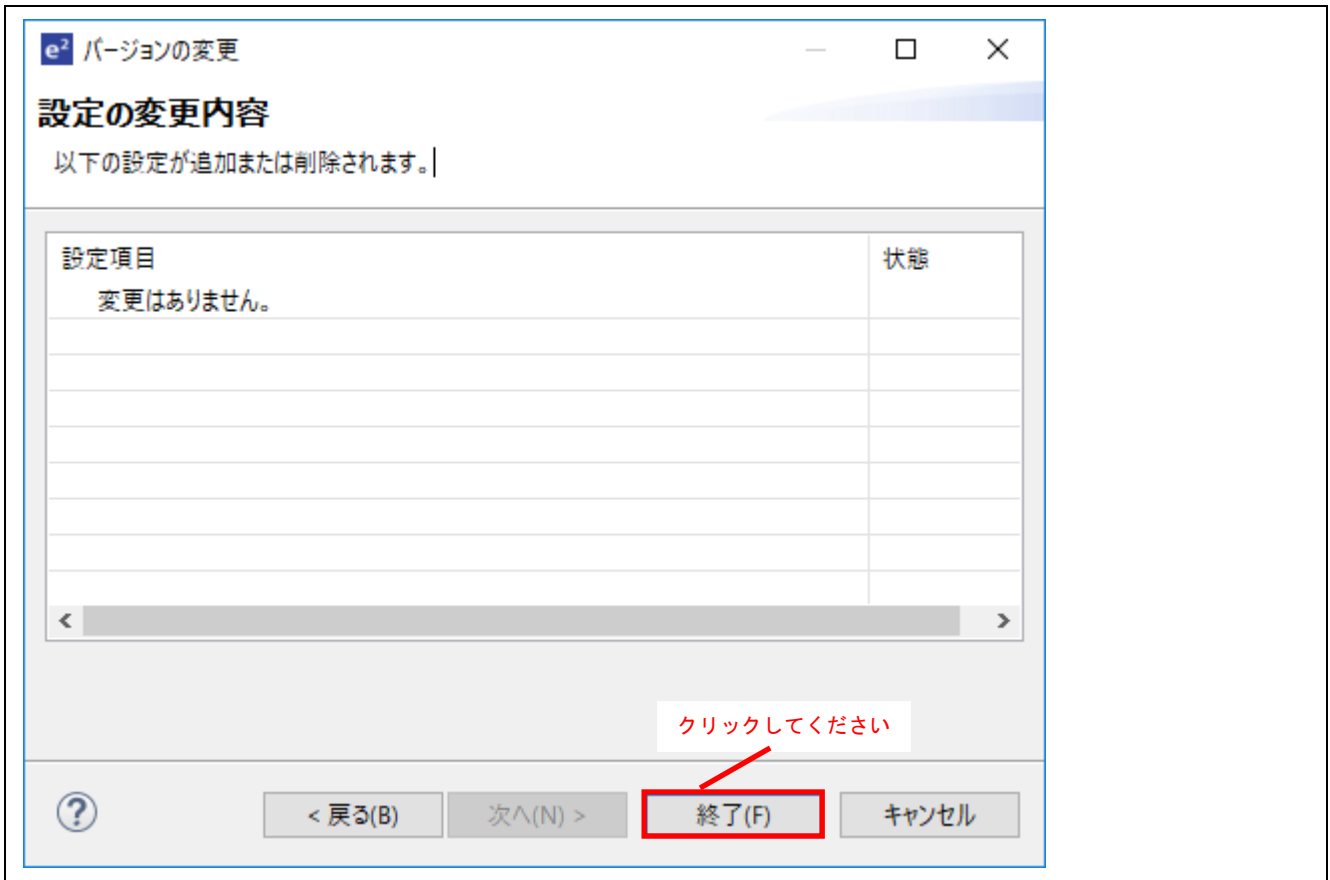 e² バージョンの変更
設定の変更内容
以下の設定が追加または削除されます。
設定項目 状態
変更はありません。
クリックしてください
? < 戻る(B) 次へ(N) > 終了(F) キャンセル